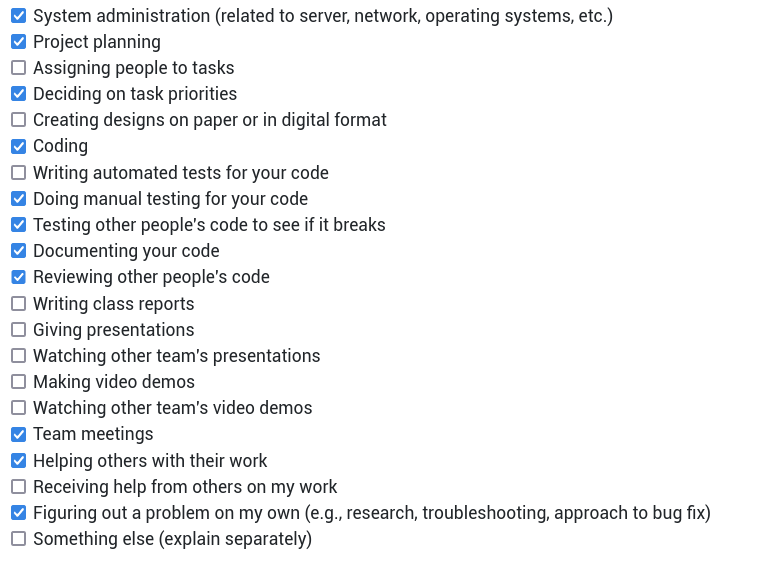 System administration (related to server, network, operating systems, etc.)
Project planning
Assigning people to tasks
Deciding on task priorities
Creating designs on paper or in digital format
Coding
Writing automated tests for your code
Doing manual testing for your code
Testing other people's code to see if it breaks
Documenting your code
Reviewing other people's code
Writing class reports
Giving presentations
Watching other team's presentations
Making video demos
Watching other team's video demos
Team meetings
Helping others with their work
Receiving help from others on my work
Figuring out a problem on my own (e.g., research, troubleshooting, approach to bug fix)
Something else (explain separately)